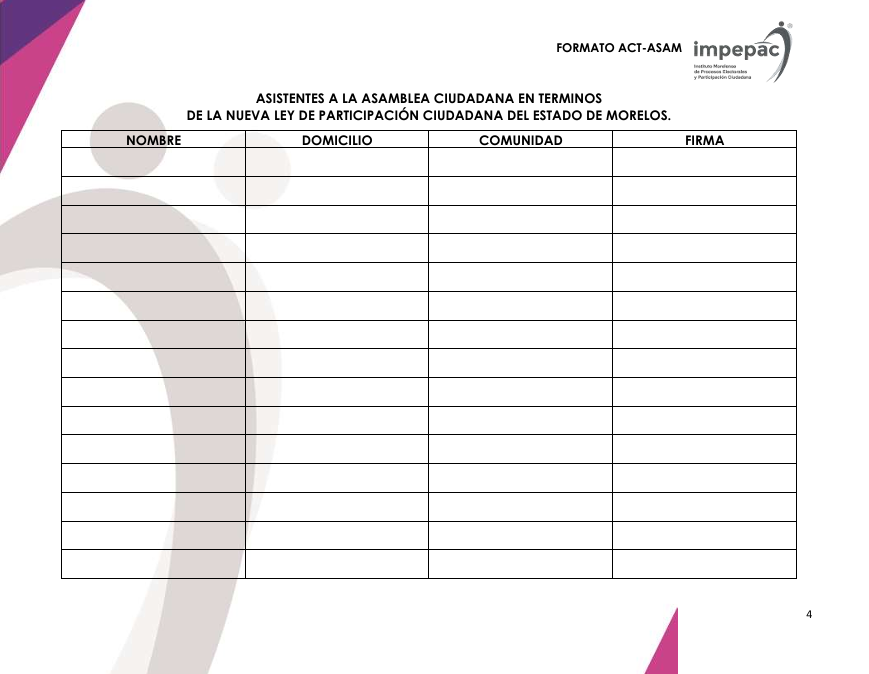 FORMATO ACT-ASAM
impepac®
Instituto Morelense
de Procesos Electorales
y Participación Ciudadana
ASISTENTES A LA ASAMBLEA CIUDADANA EN TERMINOS
DE LA NUEVA LEY DE PARTICIPACIÓN CIUDADANA DEL ESTADO DE MORELOS.
NOMBRE DOMICILIO COMUNIDAD FIRMA
4